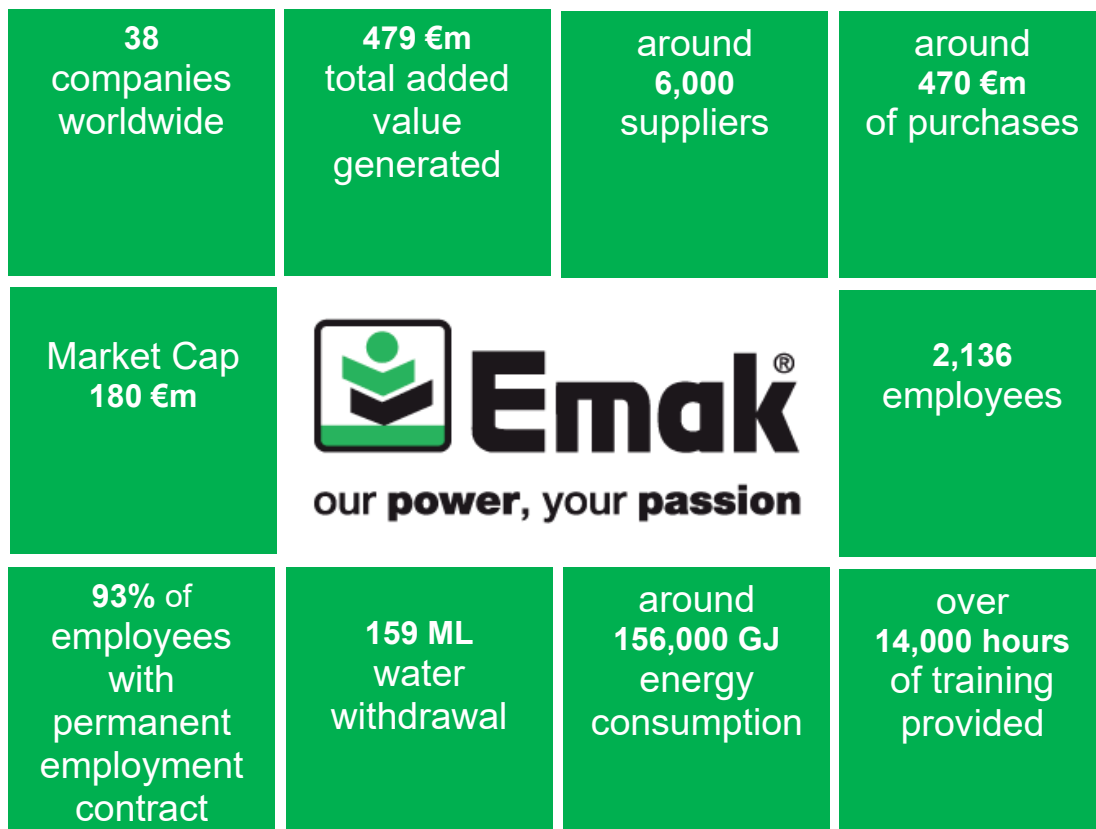 38
companies
worldwide
479 €m
total added
value
generated
around
6,000
suppliers
around
470 €m
of purchases
Market Cap
180 €m
Emak®
our power, your passion
2,136
employees
93% of
employees
with
permanent
employment
contract
159 ML
water
withdrawal
around
156,000 GJ
energy
consumption
over
14,000 hours
of training
provided